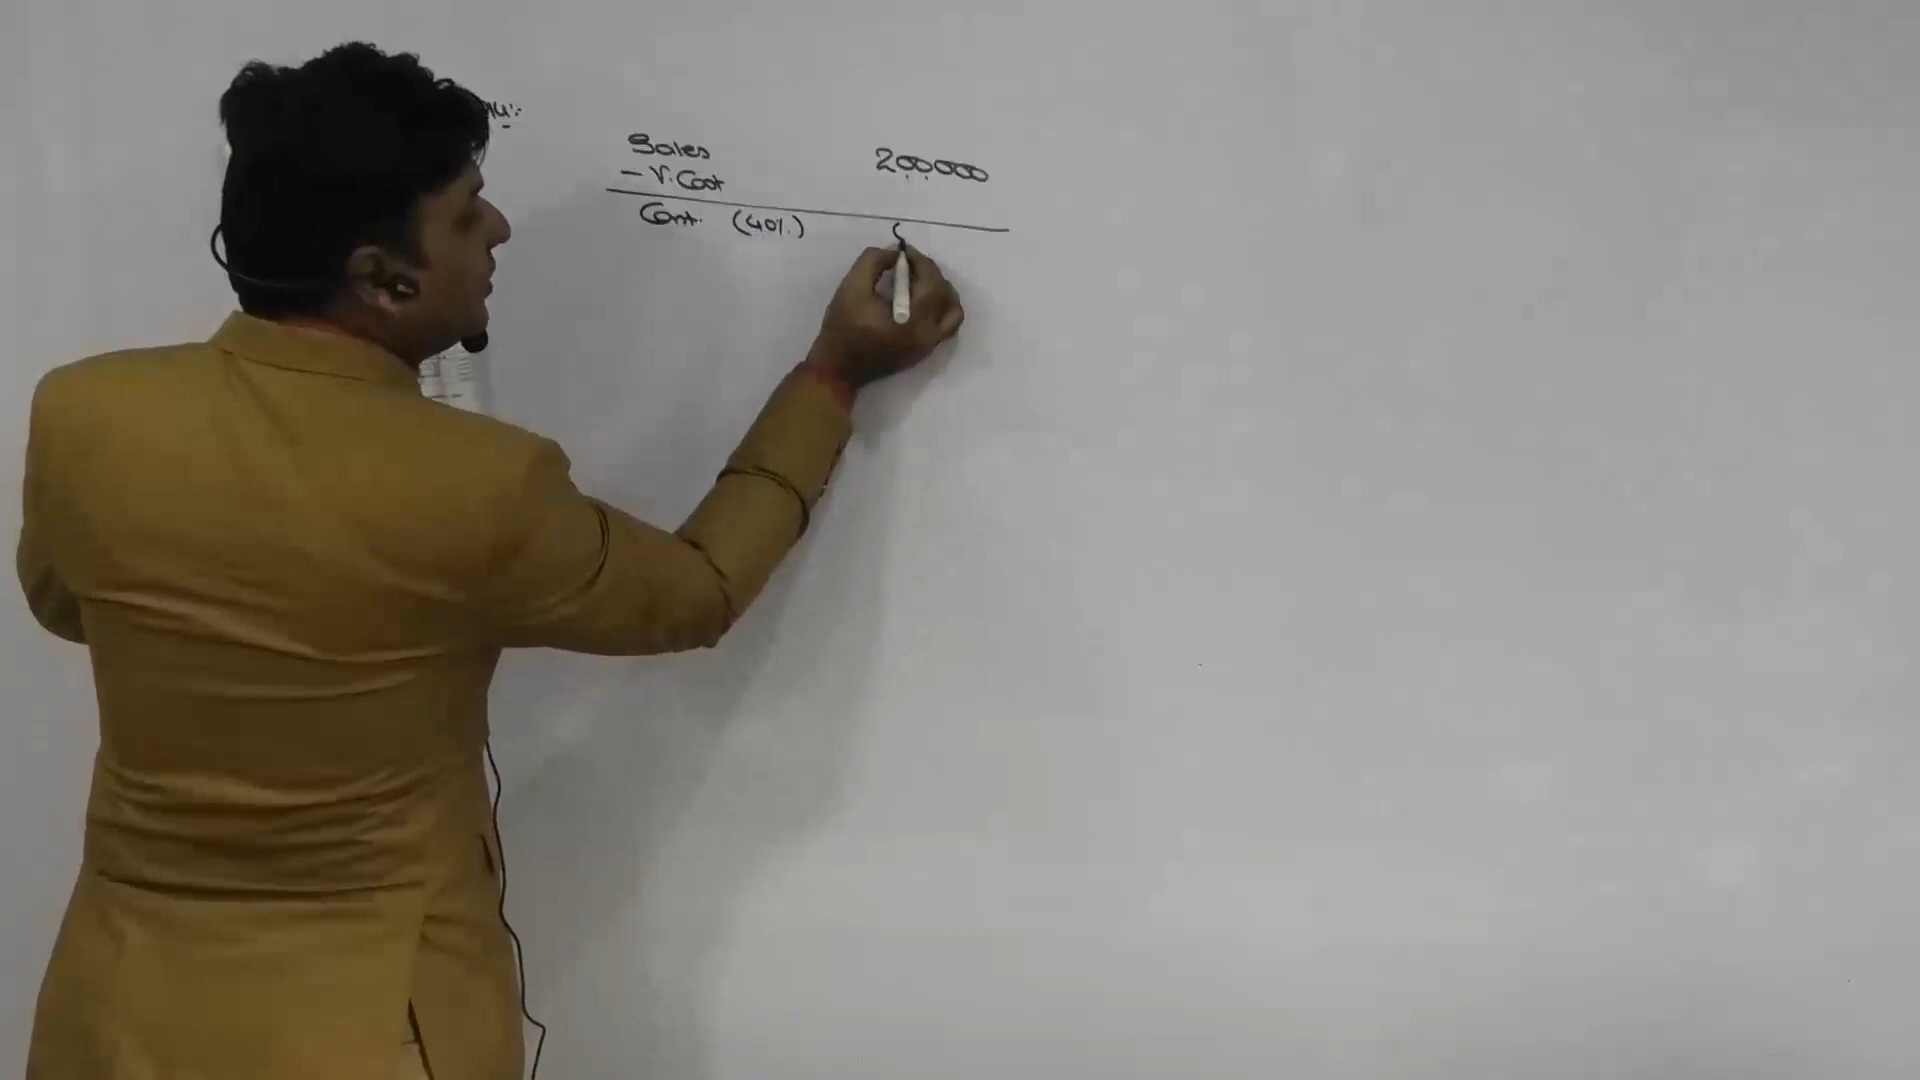 Sales 200000
- V. Cost
Cont. (40%)